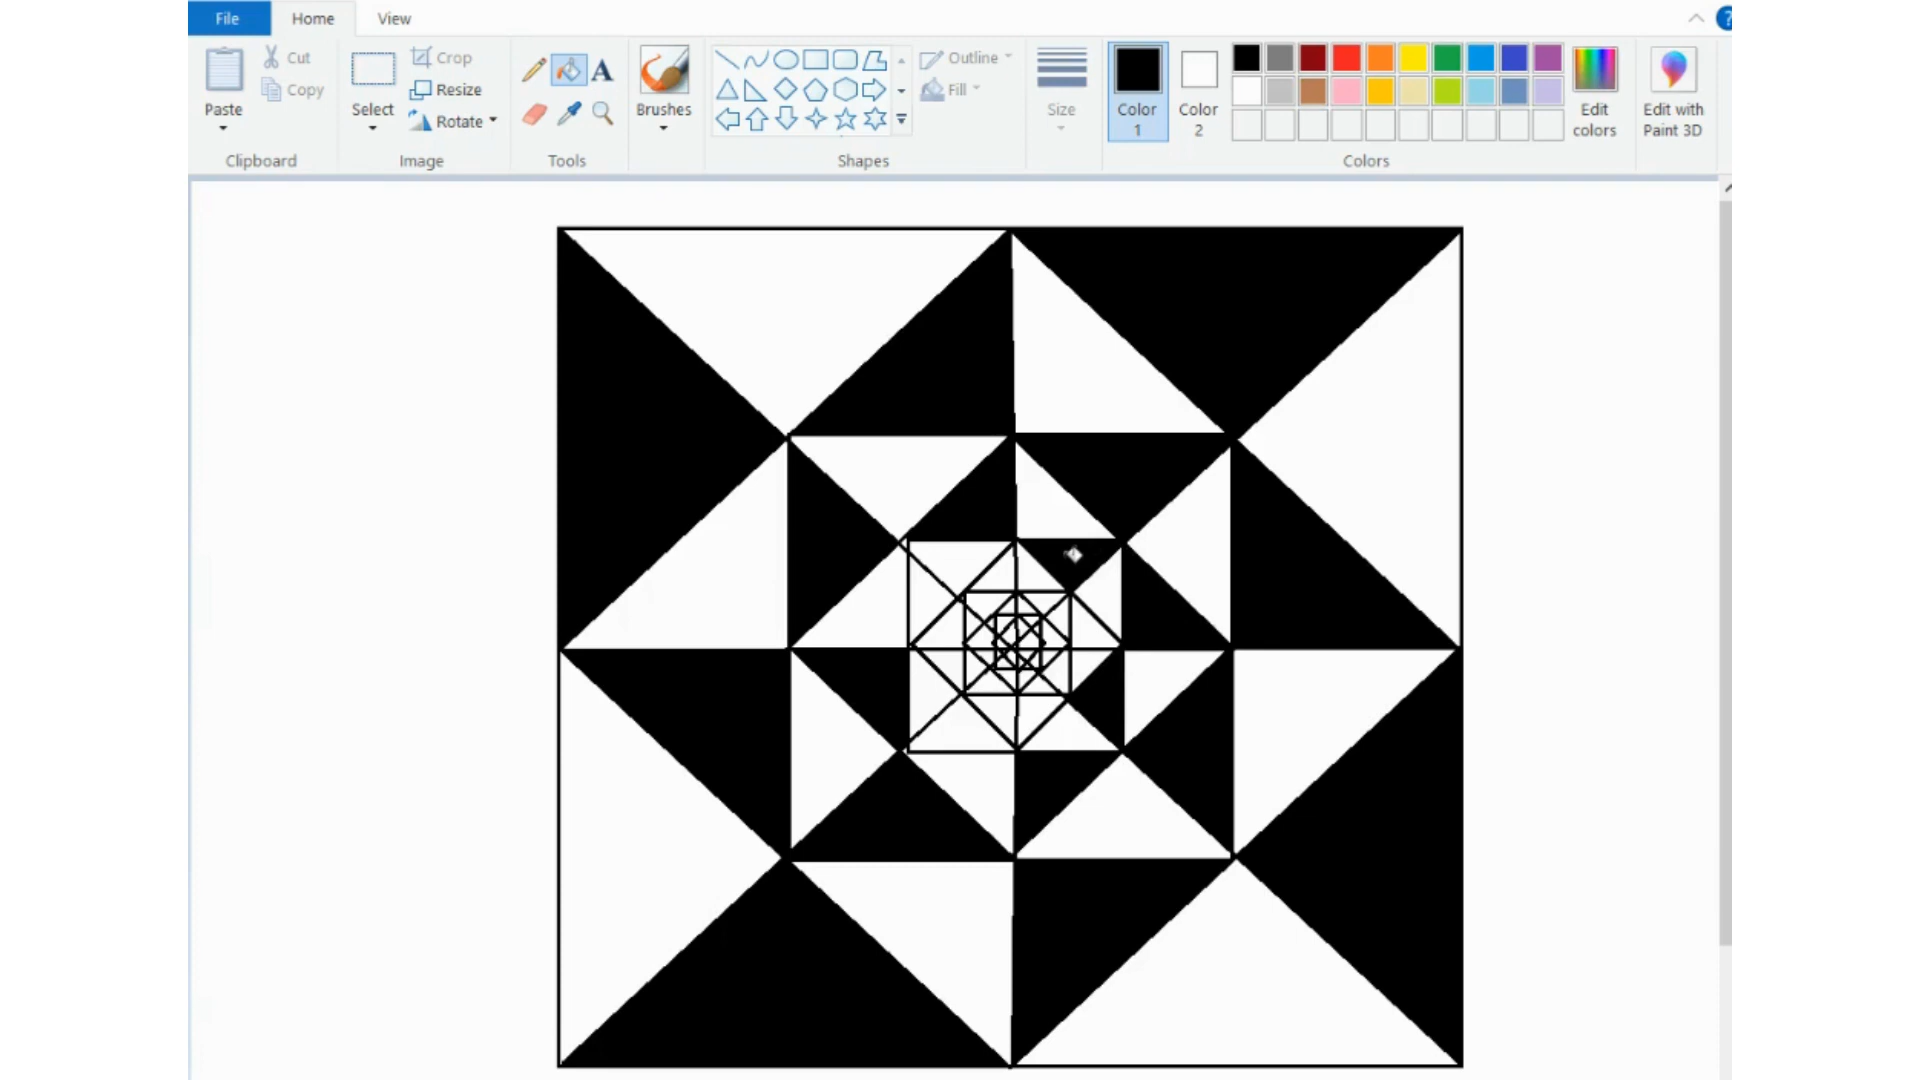 File Home View ?
Cut Crop A Outline
Copy Resize Fill
Paste Select Rotate Brushes Size Color Color Edit Edit with
1 2 colors Paint 3D
Clipboard Image Tools Shapes Colors